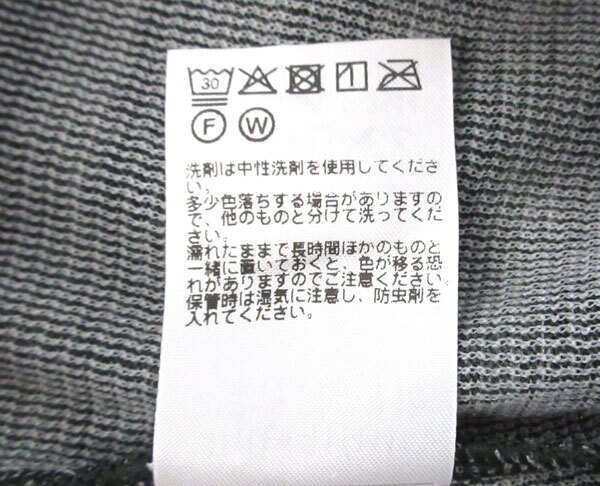 30
F W
洗剤は中性洗剤を使用してくださ
い。
多少色落ちする場合がありますの
で、他のものと分けて洗ってくだ
さい。
濡れたままで長時間ほかのものと
一緒に置いておくと、色が移る恐
れがありますのでご注意ください
保管時は湿気に注意し、防虫剤を
入れてください。